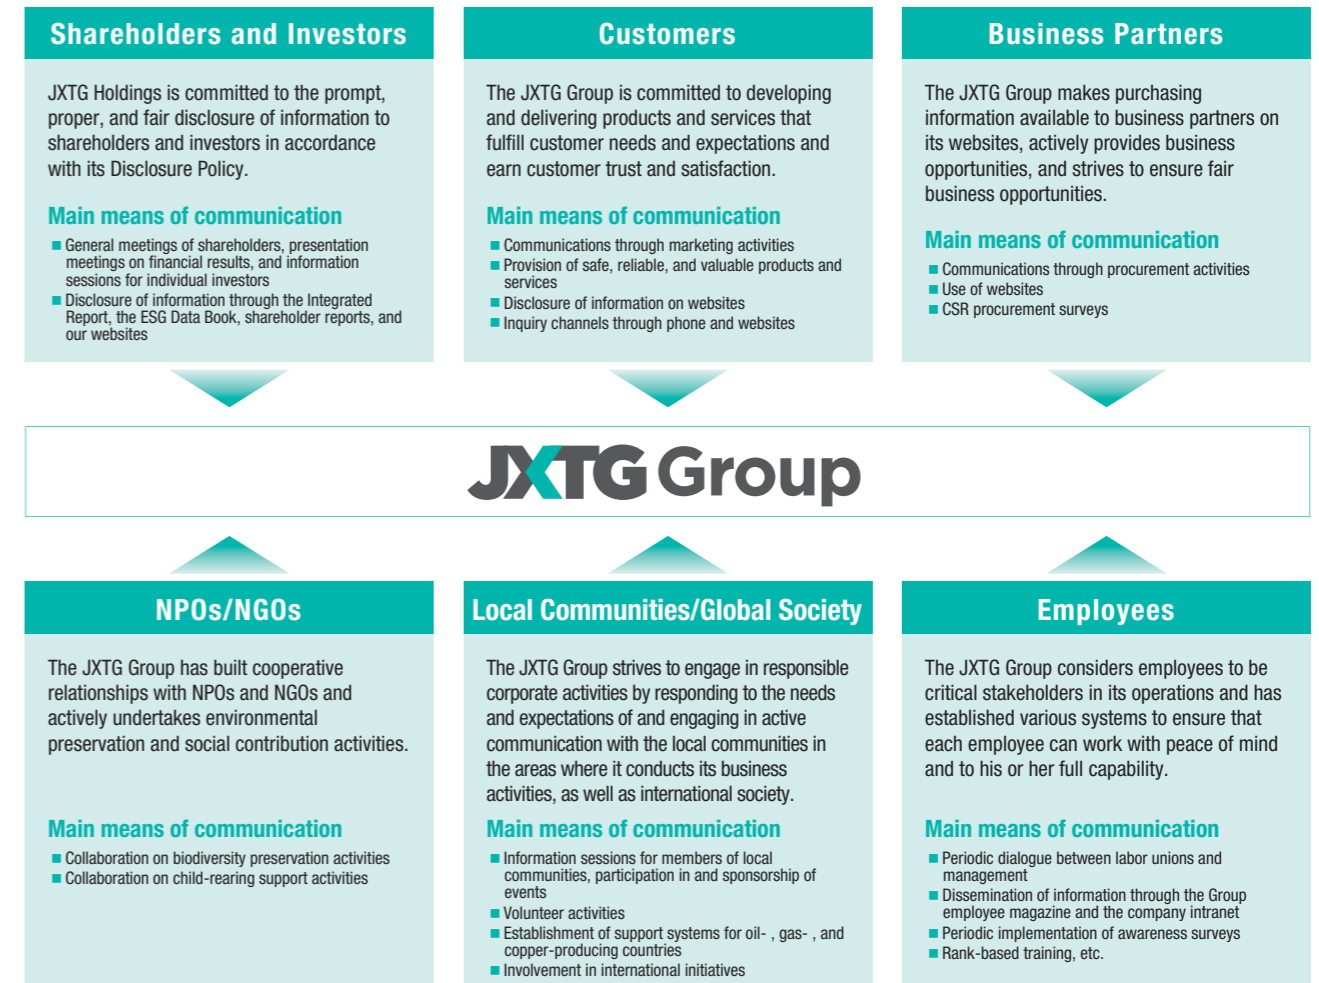 Shareholders and Investors
JXTG Holdings is committed to the prompt,
proper, and fair disclosure of information to
shareholders and investors in accordance
with its Disclosure Policy.
Main means of communication
■ General meetings of shareholders, presentation
meetings on financial results, and information
sessions for individual investors
■ Disclosure of information through the Integrated
Report, the ESG Data Book, shareholder reports, and
our websites
Customers
The JXTG Group is committed to developing
and delivering products and services that
fulfill customer needs and expectations and
earn customer trust and satisfaction.
Main means of communication
■ Communications through marketing activities
■ Provision of safe, reliable, and valuable products and
services
■ Disclosure of information on websites
■ Inquiry channels through phone and websites
Business Partners
The JXTG Group makes purchasing
information available to business partners on
its websites, actively provides business
opportunities, and strives to ensure fair
business opportunities.
Main means of communication
■ Communications through procurement activities
■ Use of websites
■ CSR procurement surveys
JXTG Group
NPOs/NGOs
The JXTG Group has built cooperative
relationships with NPOs and NGOs and
actively undertakes environmental
preservation and social contribution activities.
Main means of communication
■ Collaboration on biodiversity preservation activities
■ Collaboration on child-rearing support activities
Local Communities/Global Society
The JXTG Group strives to engage in responsible
corporate activities by responding to the needs
and expectations of and engaging in active
communication with the local communities in
the areas where it conducts its business
activities, as well as international society.
Main means of communication
■ Information sessions for members of local
communities, participation in and sponsorship of
events
■ Volunteer activities
■ Establishment of support systems for oil- , gas- , and
copper-producing countries
■ Involvement in international initiatives
Employees
The JXTG Group considers employees to be
critical stakeholders in its operations and has
established various systems to ensure that
each employee can work with peace of mind
and to his or her full capability.
Main means of communication
■ Periodic dialogue between labor unions and
management
■ Dissemination of information through the Group
employee magazine and the company intranet
■ Periodic implementation of awareness surveys
■ Rank-based training, etc.